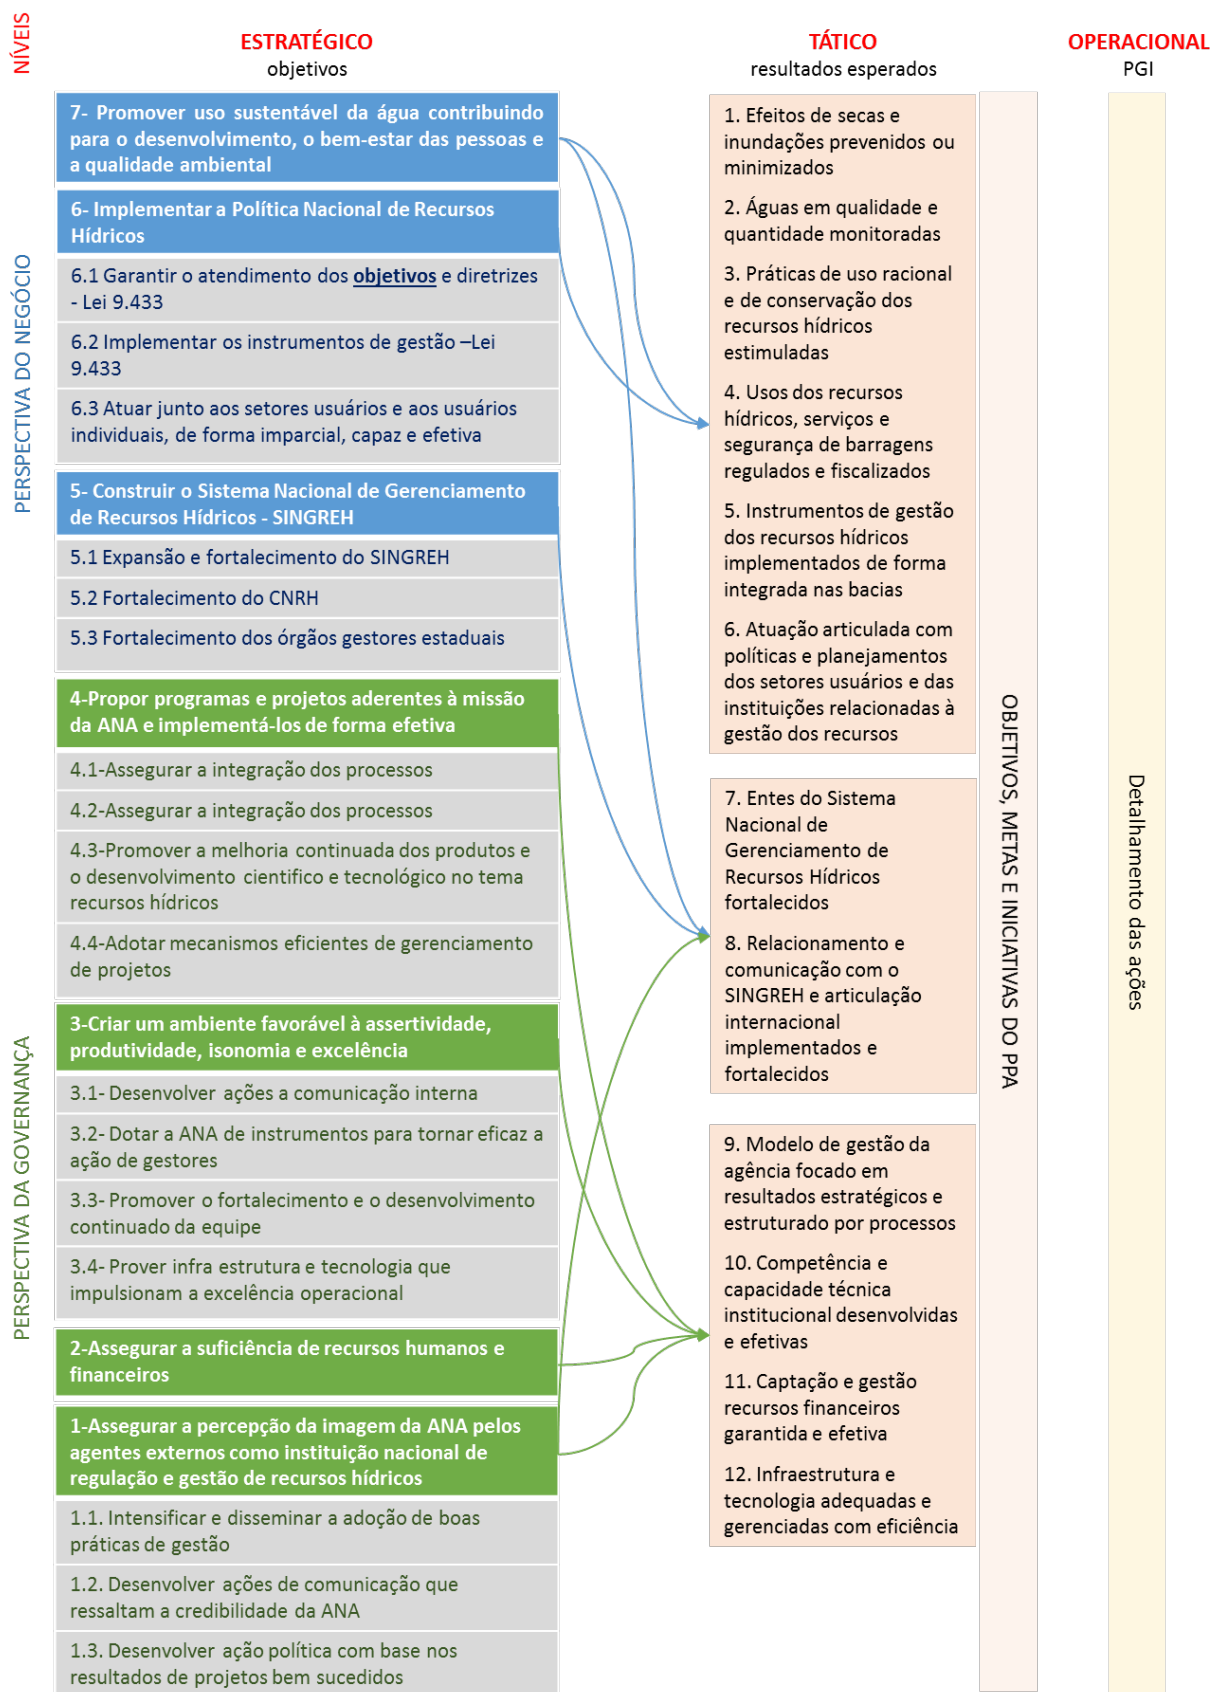 NÍVEIS
ESTRATÉGICO
objetivos
TÁTICO
resultados esperados
OPERACIONAL
PGI
PERSPECTIVA DO NEGÓCIO
7- Promover uso sustentável da água contribuindo
para o desenvolvimento, o bem-estar das pessoas e
a qualidade ambiental
6- Implementar a Política Nacional de Recursos
Hídricos
6.1 Garantir o atendimento dos objetivos e diretrizes
- Lei 9.433
6.2 Implementar os instrumentos de gestão –Lei
9.433
6.3 Atuar junto aos setores usuários e aos usuários
individuais, de forma imparcial, capaz e efetiva
5- Construir o Sistema Nacional de Gerenciamento
de Recursos Hídricos - SINGREH
5.1 Expansão e fortalecimento do SINGREH
5.2 Fortalecimento do CNRH
5.3 Fortalecimento dos órgãos gestores estaduais
PERSPECTIVA DA GOVERNANÇA
4-Propor programas e projetos aderentes à missão
da ANA e implementá-los de forma efetiva
4.1-Assegurar a integração dos processos
4.2-Assegurar a integração dos processos
4.3-Promover a melhoria continuada dos produtos e
o desenvolvimento cientifico e tecnológico no tema
recursos hídricos
4.4-Adotar mecanismos eficientes de gerenciamento
de projetos
3-Criar um ambiente favorável à assertividade,
produtividade, isonomia e excelência
3.1- Desenvolver ações a comunicação interna
3.2- Dotar a ANA de instrumentos para tornar eficaz a
ação de gestores
3.3- Promover o fortalecimento e o desenvolvimento
continuado da equipe
3.4- Prover infra estrutura e tecnologia que
impulsionam a excelência operacional
2-Assegurar a suficiência de recursos humanos e
financeiros
1-Assegurar a percepção da imagem da ANA pelos
agentes externos como instituição nacional de
regulação e gestão de recursos hídricos
1.1. Intensificar e disseminar a adoção de boas
práticas de gestão
1.2. Desenvolver ações de comunicação que
ressaltam a credibilidade da ANA
1.3. Desenvolver ação política com base nos
resultados de projetos bem sucedidos
1. Efeitos de secas e
inundações prevenidos ou
minimizados
2. Águas em qualidade e
quantidade monitoradas
3. Práticas de uso racional
e de conservação dos
recursos hídricos
estimuladas
4. Usos dos recursos
hídricos, serviços e
segurança de barragens
regulados e fiscalizados
5. Instrumentos de gestão
dos recursos hídricos
implementados de forma
integrada nas bacias
6. Atuação articulada com
políticas e planejamentos
dos setores usuários e das
instituições relacionadas à
gestão dos recursos
7. Entes do Sistema
Nacional de
Gerenciamento de
Recursos Hídricos
fortalecidos
8. Relacionamento e
comunicação com o
SINGREH e articulação
internacional
implementados e
fortalecidos
9. Modelo de gestão da
agência focado em
resultados estratégicos e
estruturado por processos
10. Competência e
capacidade técnica
institucional desenvolvidas
e efetivas
11. Captação e gestão
recursos financeiros
garantida e efetiva
12. Infraestrutura e
tecnologia adequadas e
gerenciadas com eficiência
OBJETIVOS, METAS E INICIATIVAS DO PPA
Detalhamento das ações